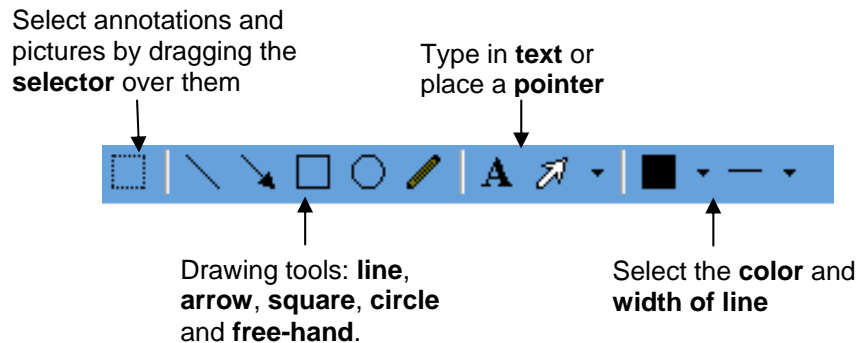 Select annotations and
pictures by dragging the
selector over them
Type in text or
place a pointer
A
Drawing tools: line,
arrow, square, circle
and free-hand.
Select the color and
width of line